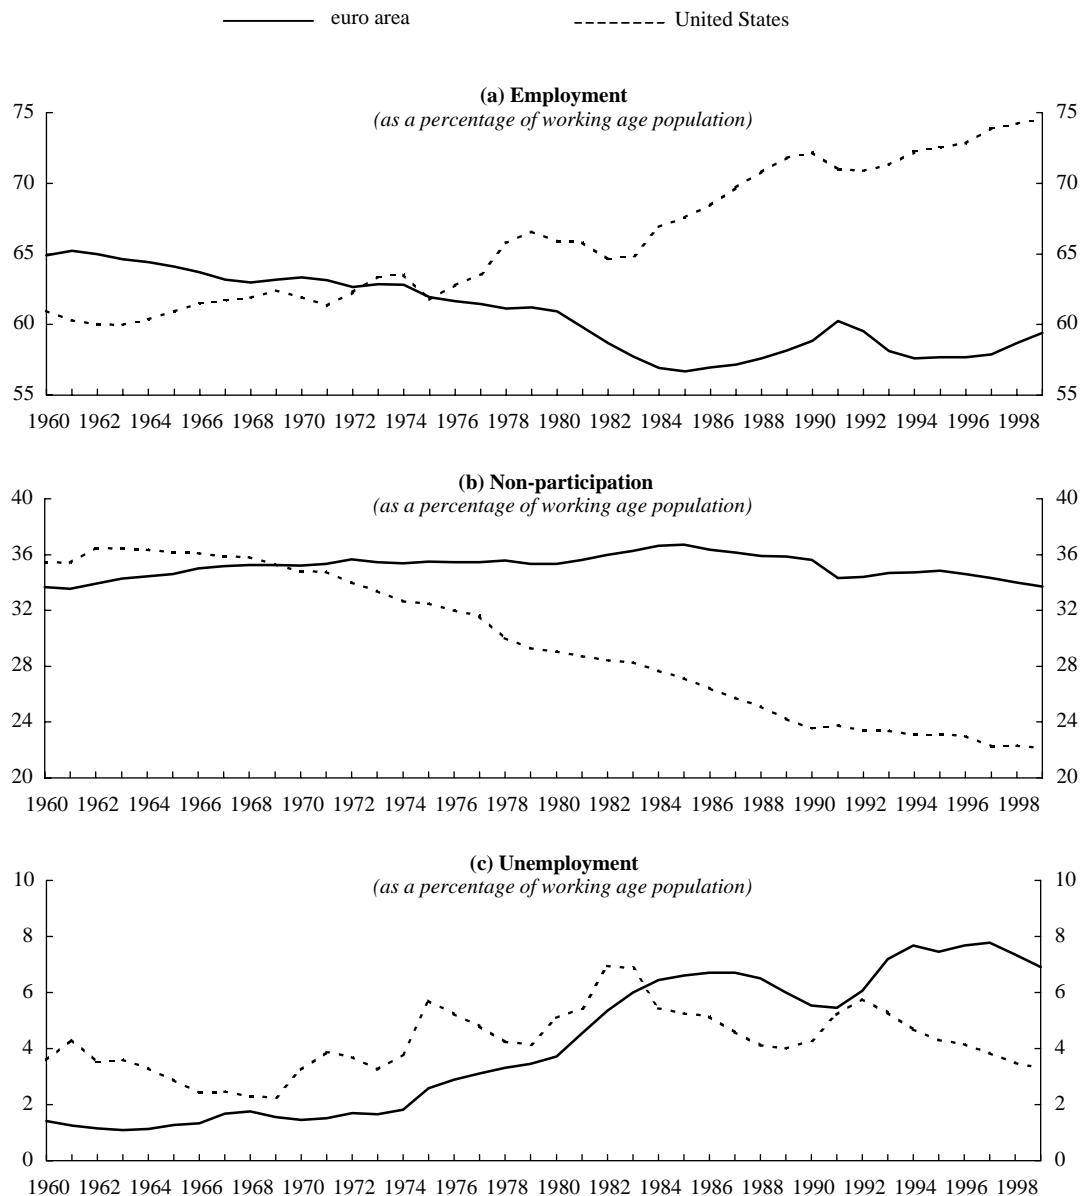 euro area United States
(a) Employment
(as a percentage of working age population)
75 75
70 70
65 65
60 60
55 55
1960 1962 1964 1966 1968 1970 1972 1974 1976 1978 1980 1982 1984 1986 1988 1990 1992 1994 1996 1998
(b) Non-participation
(as a percentage of working age population)
40 40
36 36
32 32
28 28
24 24
20 20
1960 1962 1964 1966 1968 1970 1972 1974 1976 1978 1980 1982 1984 1986 1988 1990 1992 1994 1996 1998
(c) Unemployment
(as a percentage of working age population)
10 10
8 8
6 6
4 4
2 2
0 0
1960 1962 1964 1966 1968 1970 1972 1974 1976 1978 1980 1982 1984 1986 1988 1990 1992 1994 1996 1998